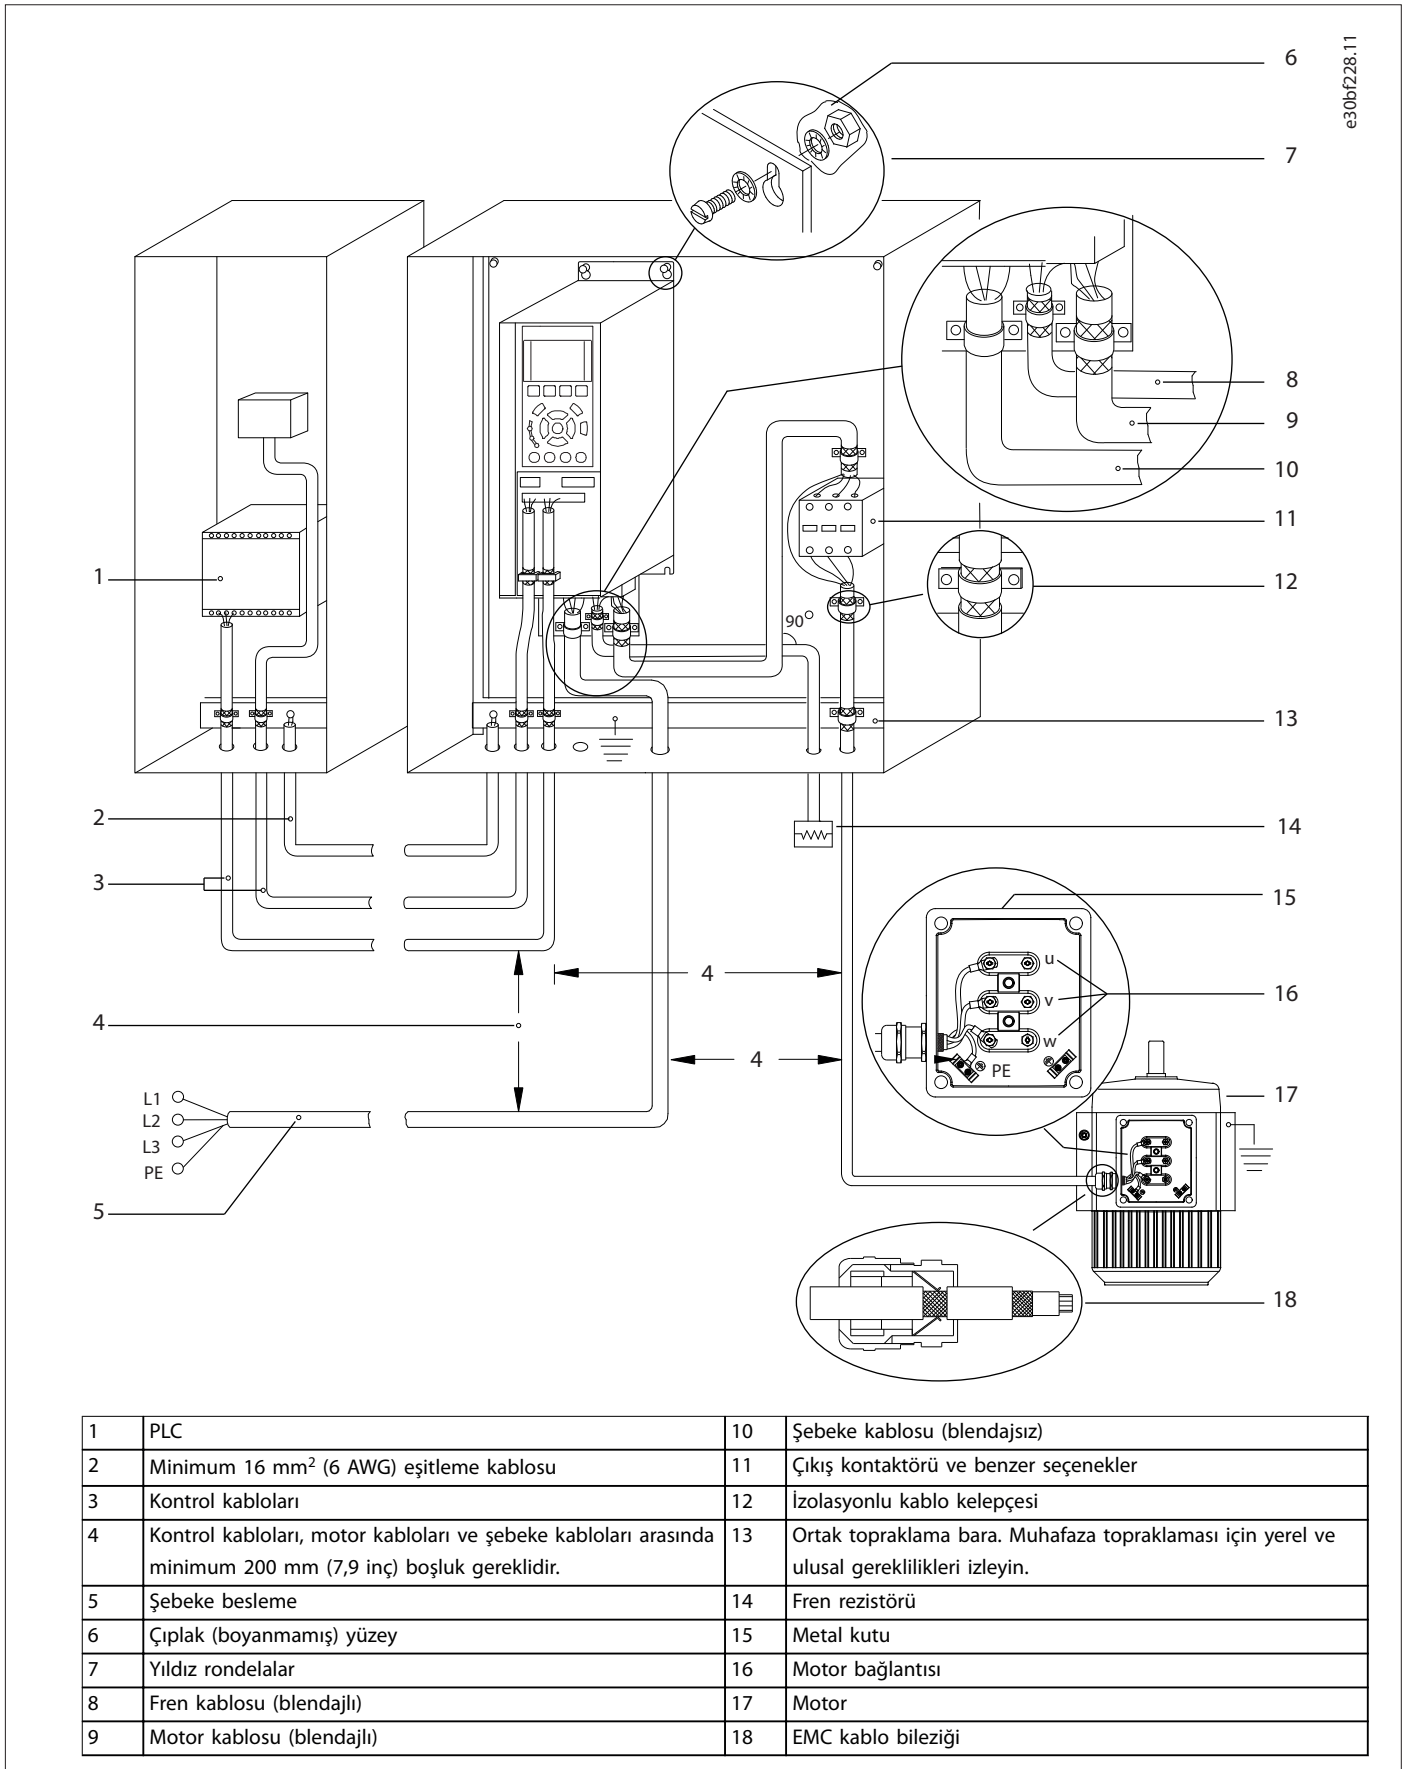 e30bf228.11
6
7
8
9
10
11
12
13
14
15
16
17
18
1
2
3
4
5
4
4
90°
L1
L2
L3
PE
u
v
w
PE
1 PLC 10 Şebeke kablosu (blendajsız)
2 Minimum 16 mm² (6 AWG) eşitleme kablosu 11 Çıkış kontaktörü ve benzer seçenekler
3 Kontrol kabloları 12 İzolasyonlu kablo kelepçesi
4 Kontrol kabloları, motor kabloları ve şebeke kabloları arasında 13 Ortak topraklama bara. Muhafaza topraklaması için yerel ve
minimum 200 mm (7,9 inç) boşluk gereklidir. ulusal gereklilikleri izleyin.
5 Şebeke besleme 14 Fren rezistörü
6 Çıplak (boyanmamış) yüzey 15 Metal kutu
7 Yıldız rondelalar 16 Motor bağlantısı
8 Fren kablosu (blendajlı) 17 Motor
9 Motor kablosu (blendajlı) 18 EMC kablo bileziği